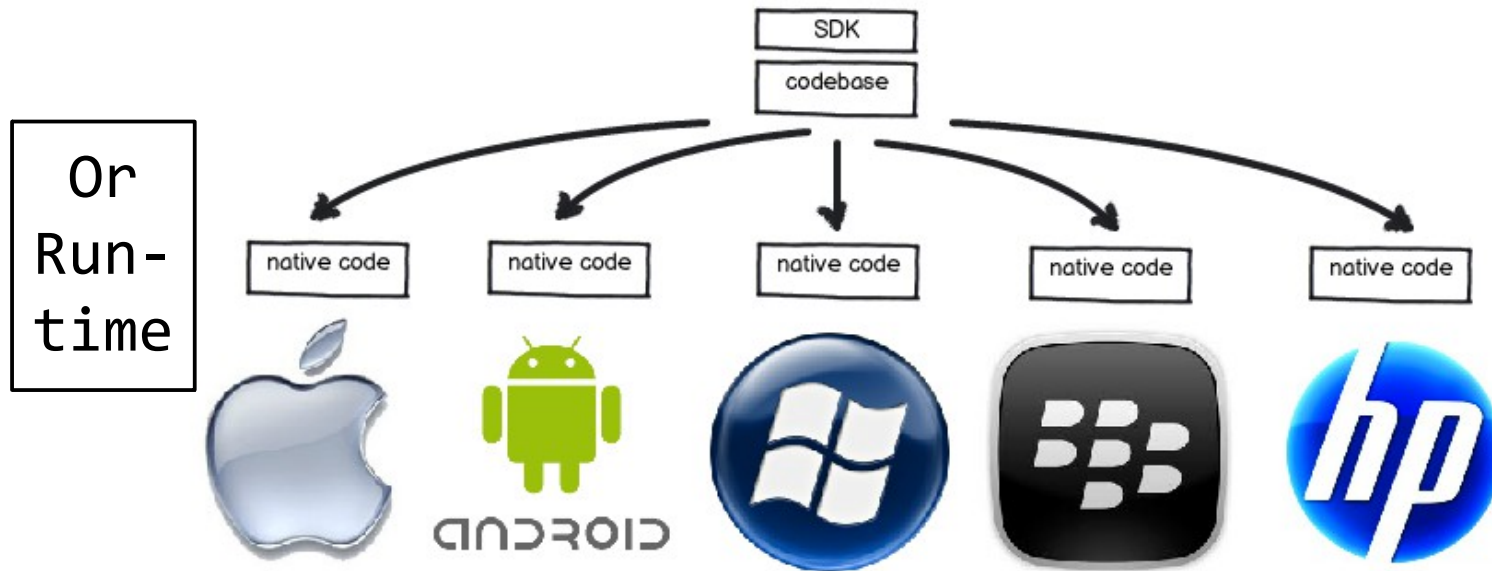 SDK
codebase
Or
Run-
time
native code
native code
native code
native code
native code
ANDROID
hp